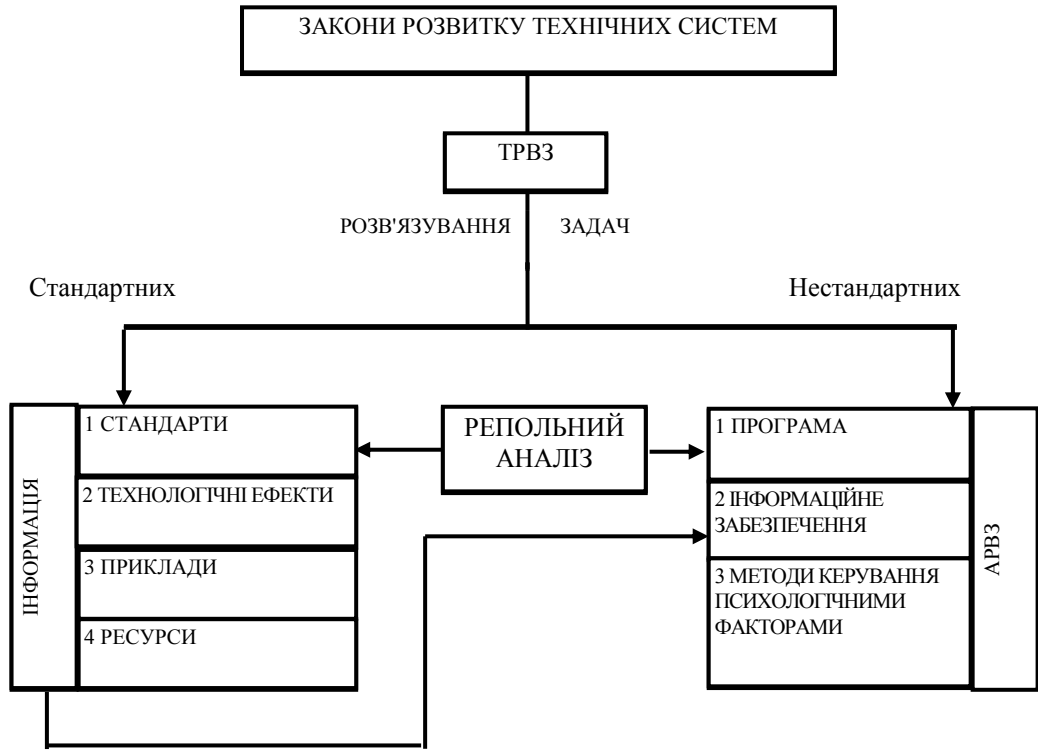 ЗАКОНИ РОЗВИТКУ ТЕХНІЧНИХ СИСТЕМ
ТРВЗ
РОЗВ'ЯЗУВАННЯ ЗАДАЧ
Стандартних
Нестандартних
ІНФОРМАЦІЯ
1 СТАНДАРТИ
2 ТЕХНОЛОГІЧНІ ЕФЕКТИ
3 ПРИКЛАДИ
4 РЕСУРСИ
РЕПОЛЬНИЙ
АНАЛІЗ
1 ПРОГРАМА
2 ІНФОРМАЦІЙНЕ
ЗАБЕЗПЕЧЕННЯ
3 МЕТОДИ КЕРУВАННЯ
ПСИХОЛОГІЧНИМИ
ФАКТОРАМИ
АРВЗ